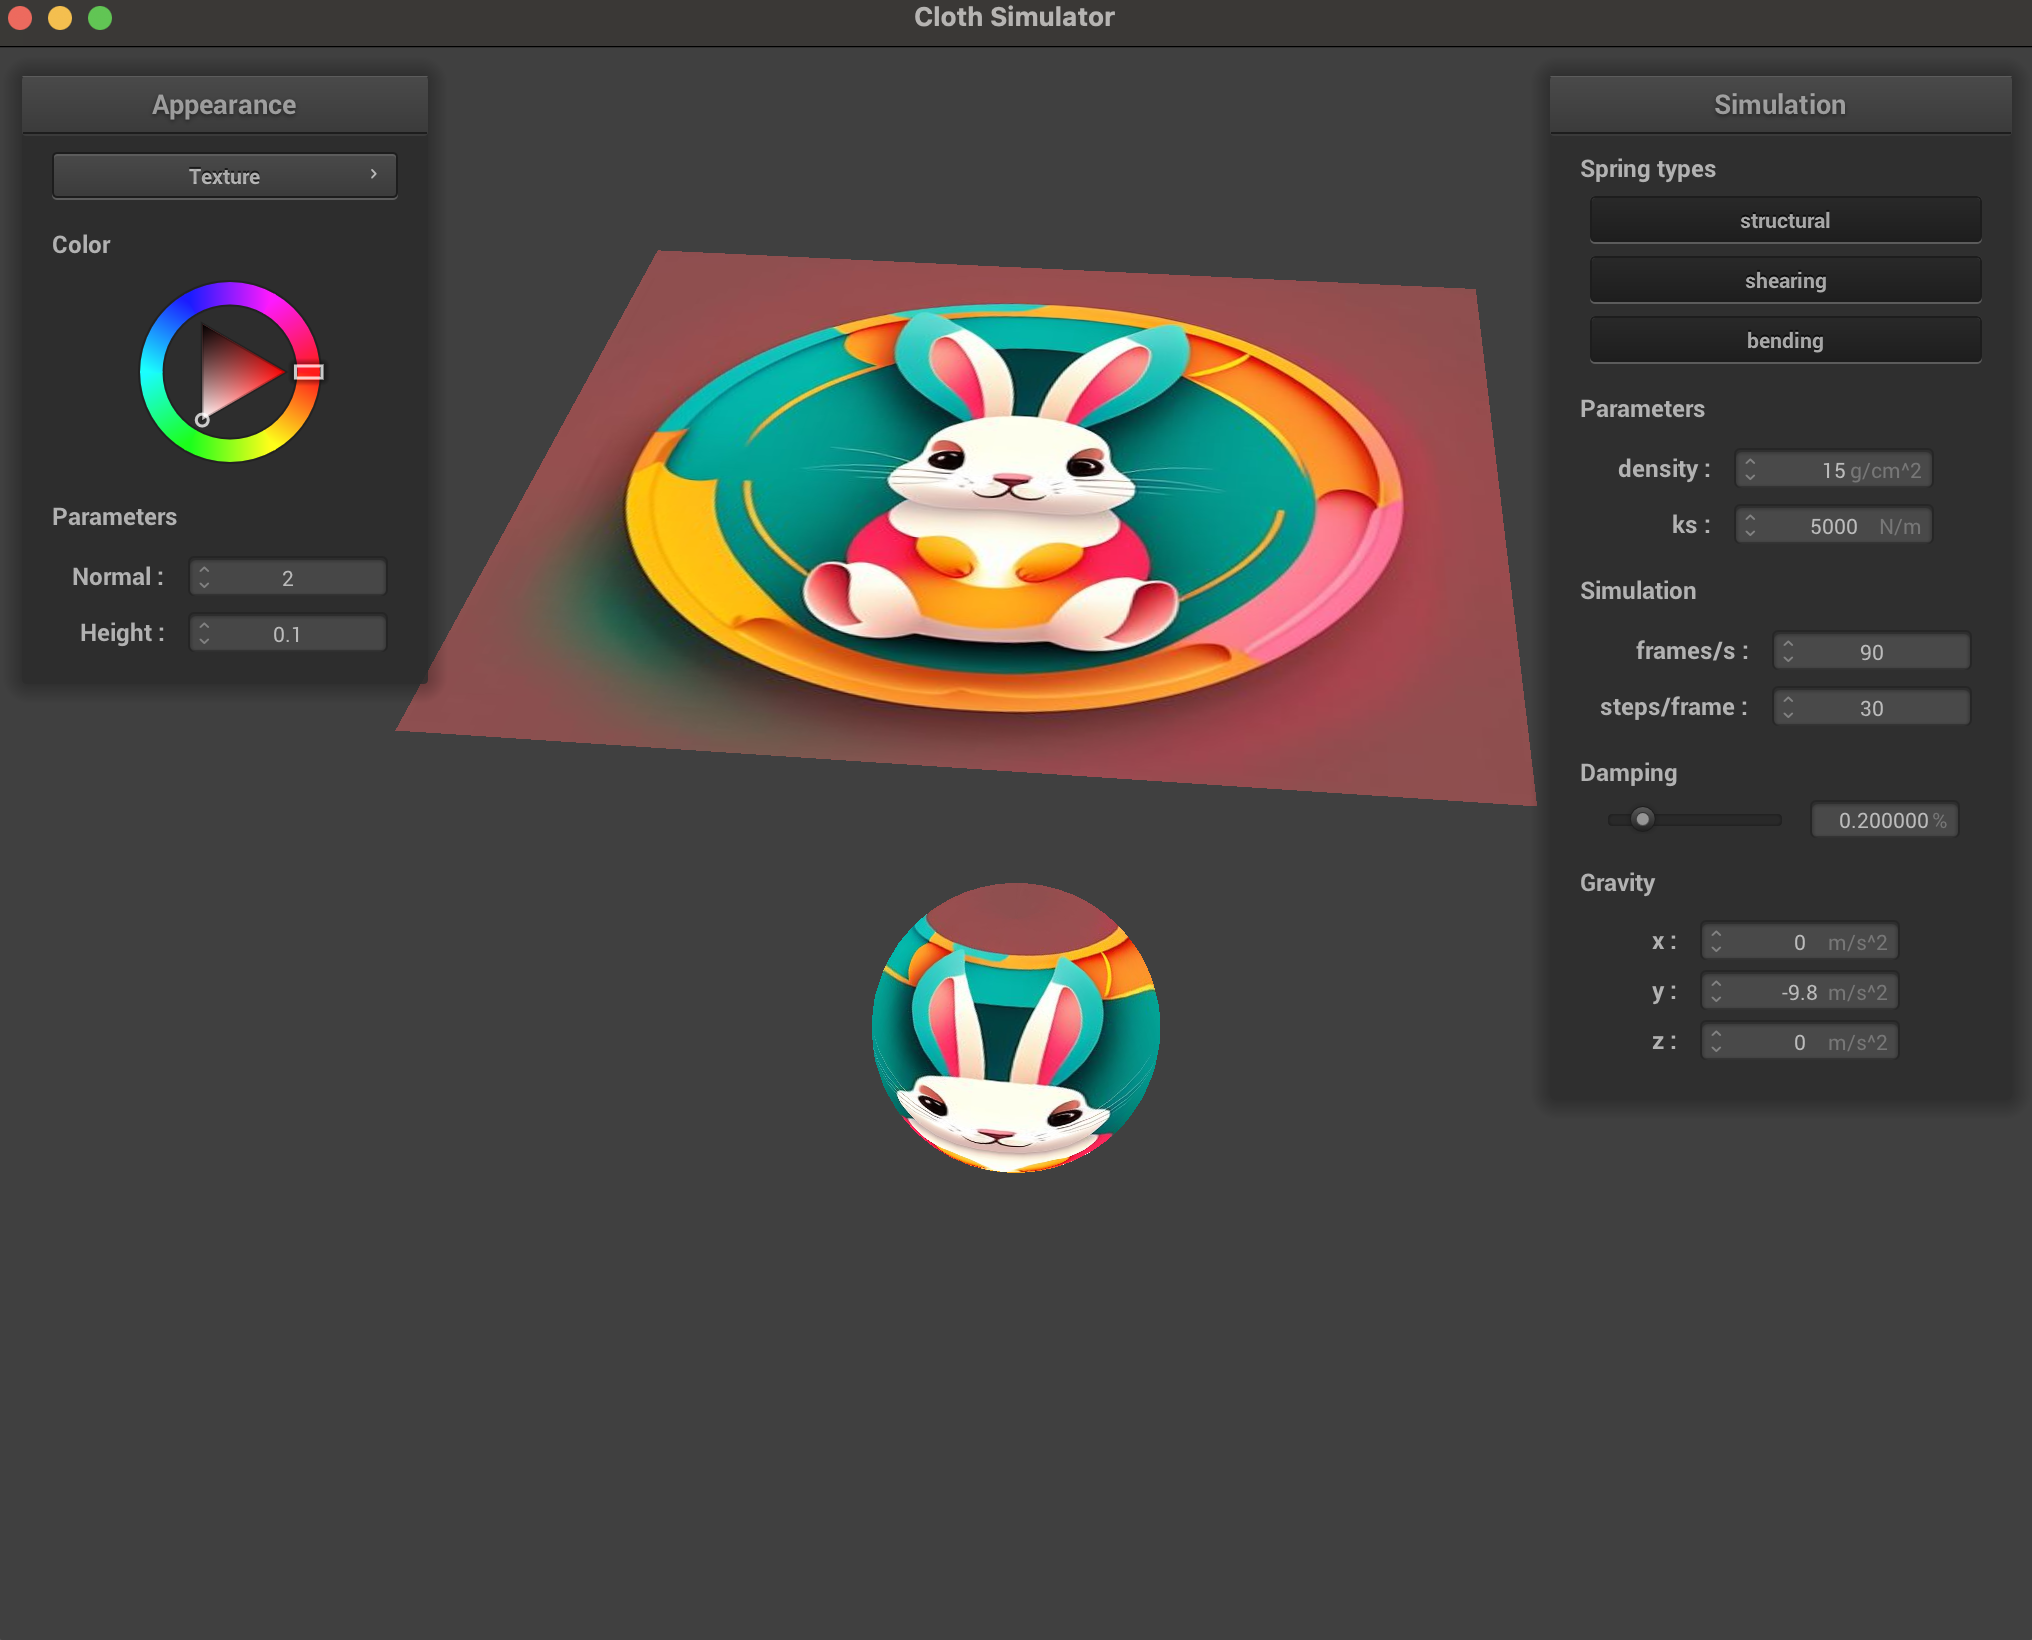 Cloth Simulator
Appearance
Texture
Color
Parameters
Normal : 2
Height : 0.1
Simulation
Spring types
structural
shearing
bending
Parameters
density : 15 g/cm^2
ks : 5000 N/m
Simulation
frames/s : 90
steps/frame : 30
Damping
0.200000 %
Gravity
x : 0 m/s^2
y : -9.8 m/s^2
z : 0 m/s^2